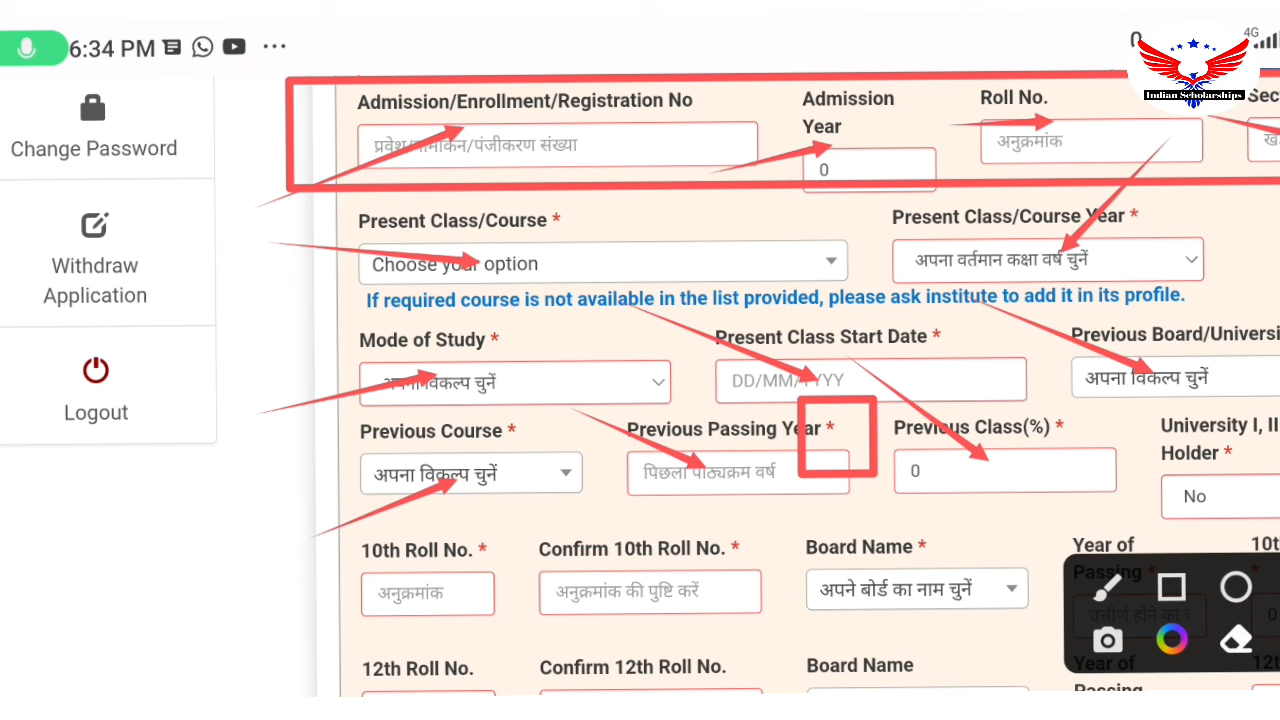 6:34 PM
4G
Indian Scholarships
Change Password
Withdraw
Application
Logout
Admission/Enrollment/Registration No
प्रवेश/नामांकन/पंजीकरण संख्या
Admission
Year
0
Roll No.
अनुक्रमांक
Present Class/Course *
Choose your option
Present Class/Course Year *
अपना वर्तमान कक्षा वर्ष चुनें
If required course is not available in the list provided, please ask institute to add it in its profile.
Mode of Study *
अपना विकल्प चुनें
Present Class Start Date *
DD/MM/YYYY
Previous Board/Universi
अपना विकल्प चुनें
Previous Course *
अपना विकल्प चुनें
Previous Passing Year *
पिछला पाठ्यक्रम वर्ष
Previous Class(%) *
0
University I, II
Holder *
No
10th Roll No. *
अनुक्रमांक
Confirm 10th Roll No. *
अनुक्रमांक की पुष्टि करें
Board Name *
अपने बोर्ड का नाम चुनें
Year of
Passing *
10t
12th Roll No.
Confirm 12th Roll No.
Board Name
Year of
Passing
12t